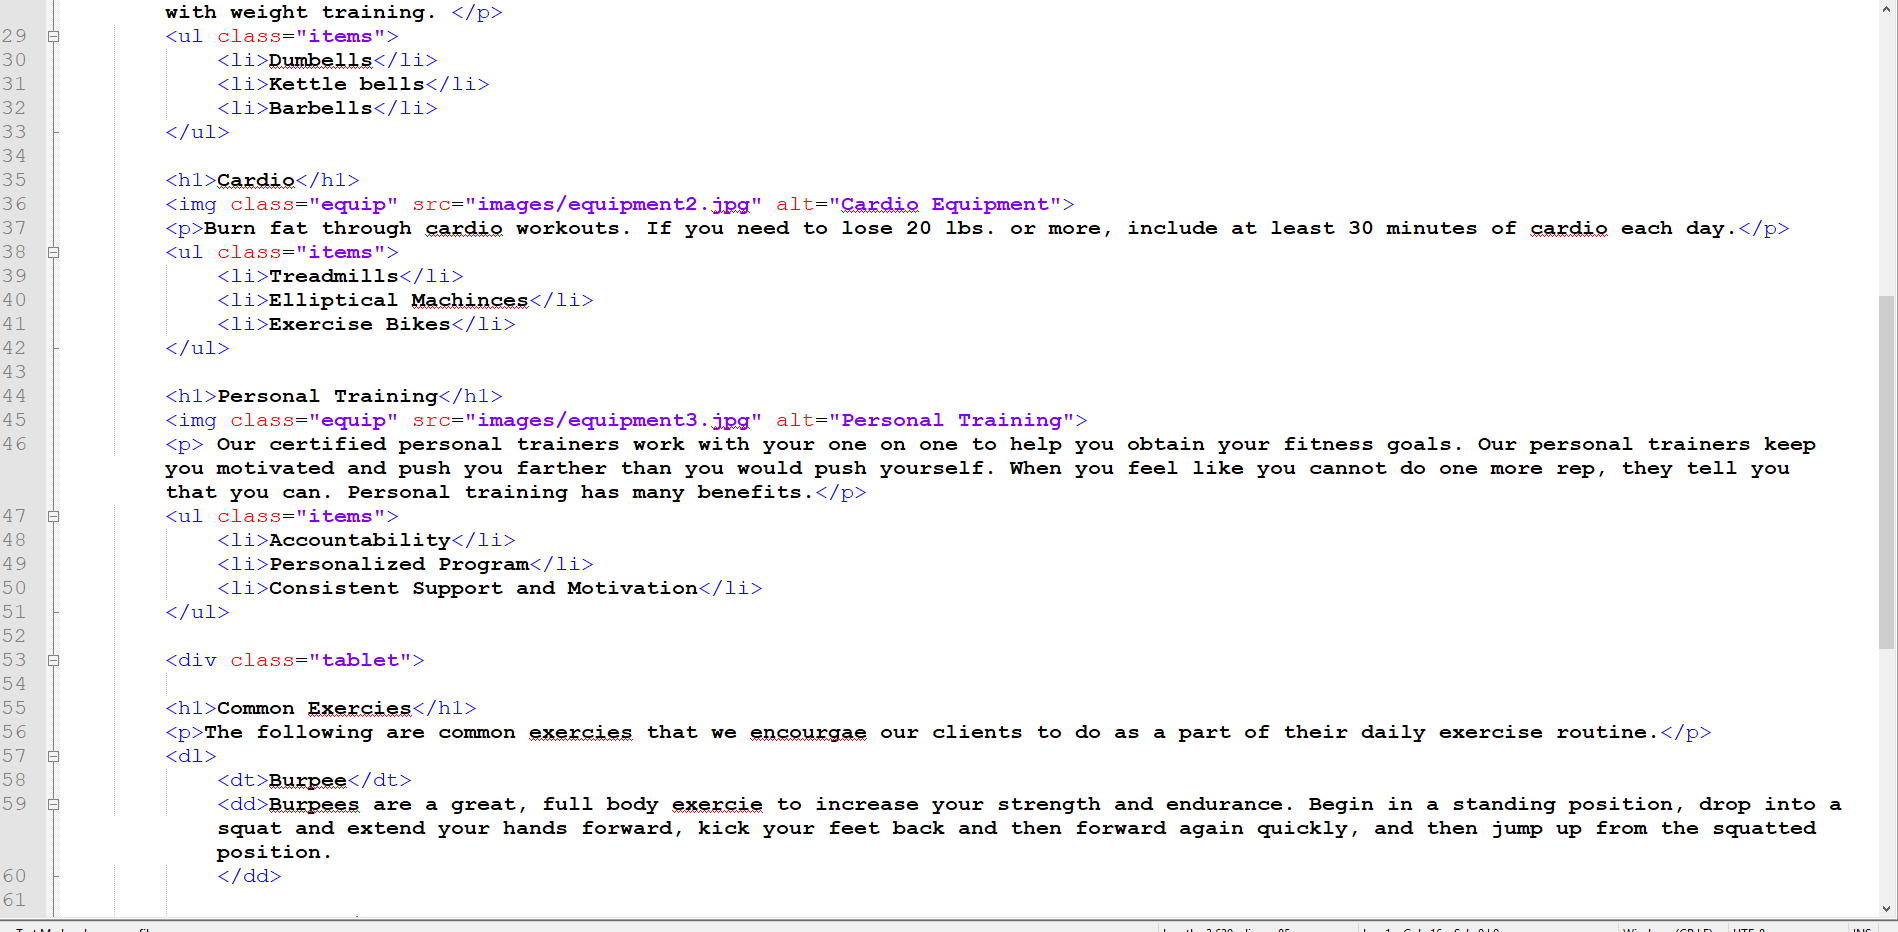 with weight training. </p>
29 <ul class="items">
30 <li>Dumbells</li>
31 <li>Kettle bells</li>
32 <li>Barbells</li>
33 </ul>
34
35 <h1>Cardio</h1>
36 <img class="equip" src="images/equipment2.jpg" alt="Cardio Equipment">
37 <p>Burn fat through cardio workouts. If you need to lose 20 lbs. or more, include at least 30 minutes of cardio each day.</p>
38 <ul class="items">
39 <li>Treadmills</li>
40 <li>Elliptical Machinces</li>
41 <li>Exercise Bikes</li>
42 </ul>
43
44 <h1>Personal Training</h1>
45 <img class="equip" src="images/equipment3.jpg" alt="Personal Training">
46 <p> Our certified personal trainers work with your one on one to help you obtain your fitness goals. Our personal trainers keep
you motivated and push you farther than you would push yourself. When you feel like you cannot do one more rep, they tell you
that you can. Personal training has many benefits.</p>
47 <ul class="items">
48 <li>Accountability</li>
49 <li>Personalized Program</li>
50 <li>Consistent Support and Motivation</li>
51 </ul>
52
53 <div class="tablet">
54
55 <h1>Common Exercies</h1>
56 <p>The following are common exercies that we encourgae our clients to do as a part of their daily exercise routine.</p>
57 <dl>
58 <dt>Burpee</dt>
59 <dd>Burpees are a great, full body exercie to increase your strength and endurance. Begin in a standing position, drop into a
squat and extend your hands forward, kick your feet back and then forward again quickly, and then jump up from the squatted
position.
60 </dd>
61